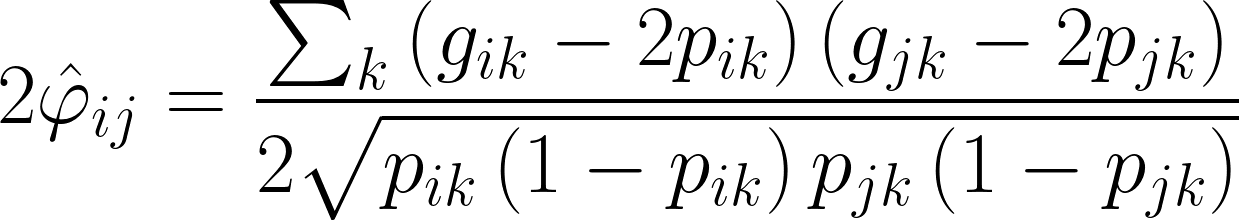 2\hat{\varphi}_{ij} = \frac{\sum_k (g_{ik} - 2p_{ik}) (g_{jk} - 2p_{jk})}{2\sqrt{p_{ik} (1 - p_{ik}) p_{jk} (1 - p_{jk})}}